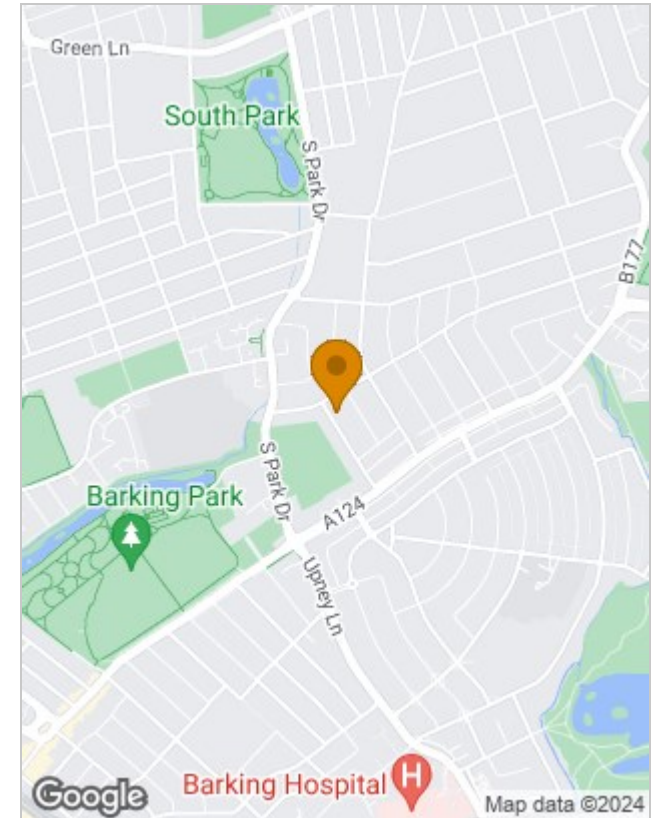 Green Ln
South Park
S Park Dr
B177
S Park Dr
Barking Park
A124
Upney Ln
Barking Hospital
H
Google
Map data ©2024